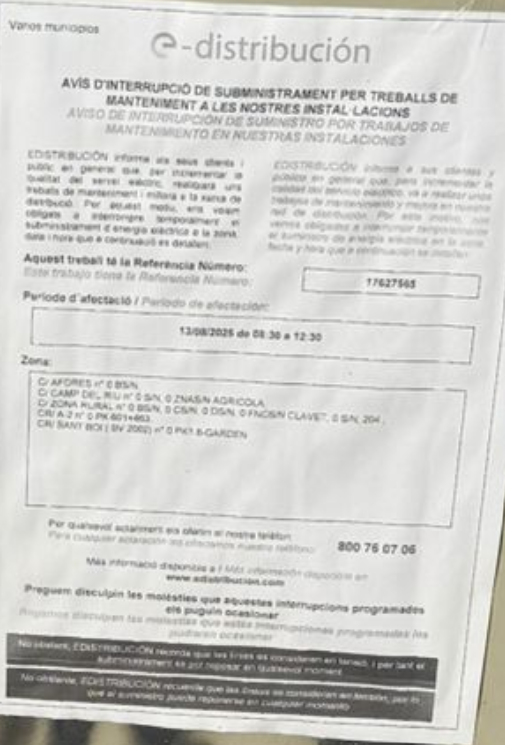 Varios municipios
e-distribución
AVÍS D'INTERRUPCIÓ DE SUBMINISTRAMENT PER TREBALLS DE
MANTENIMENT A LES NOSTRES INSTAL·LACIONS
AVISO DE INTERRUPCIÓN DE SUMINISTRO POR TRABAJOS DE
MANTENIMIENTO EN NUESTRAS INSTALACIONES
EDISTRIBUCIÓN informa als seus clients i
públic en general que, per incrementar la
qualitat del servei elèctric, realitzarà uns
treballs de manteniment i millora a la xarxa de
distribució. Per aquest motiu, ens veiem
obligats a interrompre temporalment el
subministrament d'energia elèctrica a la zona,
data i hora que a continuació es detallen:
EDISTRIBUCIÓN informa a sus clientes y
público en general que, para incrementar la
calidad del servicio eléctrico, va a realizar unos
trabajos de mantenimiento y mejora en la
red de distribución. Por este motivo, nos
vemos obligados a interrumpir temporalmente
el suministro de energía eléctrica en la zona,
fecha y hora que a continuación se detallan:
Aquest treball té la Referència Número:
Este trabajo tiene la Referencia Número:
17627565
Període d'afectació / Periodo de afectación:
13/08/2025 de 08:30 a 12:30
Zona:
C/ AFORES nº 0 BS/N
C/ CAMP DEL RIU nº 0 S/N, 0 ZNAS/N AGRICOLA
C/ ZONA RURAL nº 0 BS/N, 0 CS/N, 0 DS/N, 0 FNCS/N CLAVET, 0 S/N, 204 ,
CR/ A-2 nº 0 PK 601+663
CR/ SANT BOI ( BV 2002) nº 0 PK1.8-GARDEN
Per qualsevol aclariment els oferim el nostre telèfon:
Para cualquier aclaración les ofrecemos nuestro teléfono:
800 76 07 06
Més informació disponible a / Más información disponible en
www.edistribucion.com
Preguem disculpin les molèsties que aquestes interrupcions programades
els puguin ocasionar
Rogamos disculpen las molestias que estas interrupciones programadas les
pudieran ocasionar
No obstant, EDISTRIBUCIÓN recorda que les línies es consideren en tensió, i per tant el
subministrament es pot reposar en qualsevol moment
No obstante, EDISTRIBUCIÓN recuerda que las líneas se consideran en tensión, por lo
que el suministro puede reponerse en cualquier momento